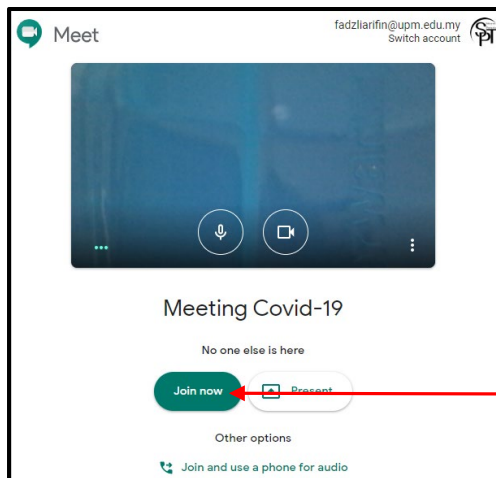 Meet
fadzliarifin@upm.edu.my
Switch account
Meeting Covid-19
No one else is here
Join now
Present
Other options
Join and use a phone for audio